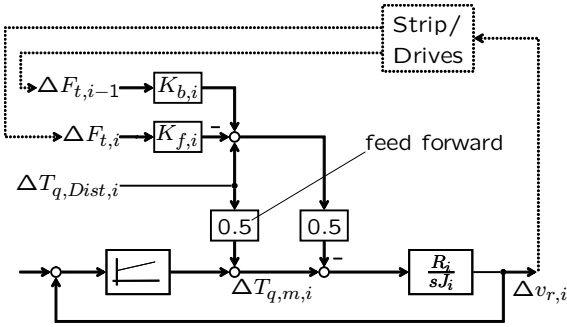 Strip/
Drives
ΔF_{t,i−1}
K_{b,i}
ΔF_{t,i}
K_{f,i}
−
feed forward
ΔT_{q,Dist,i}
0.5
0.5
−
R_i
sJ_i
ΔT_{q,m,i}
Δv_{r,i}